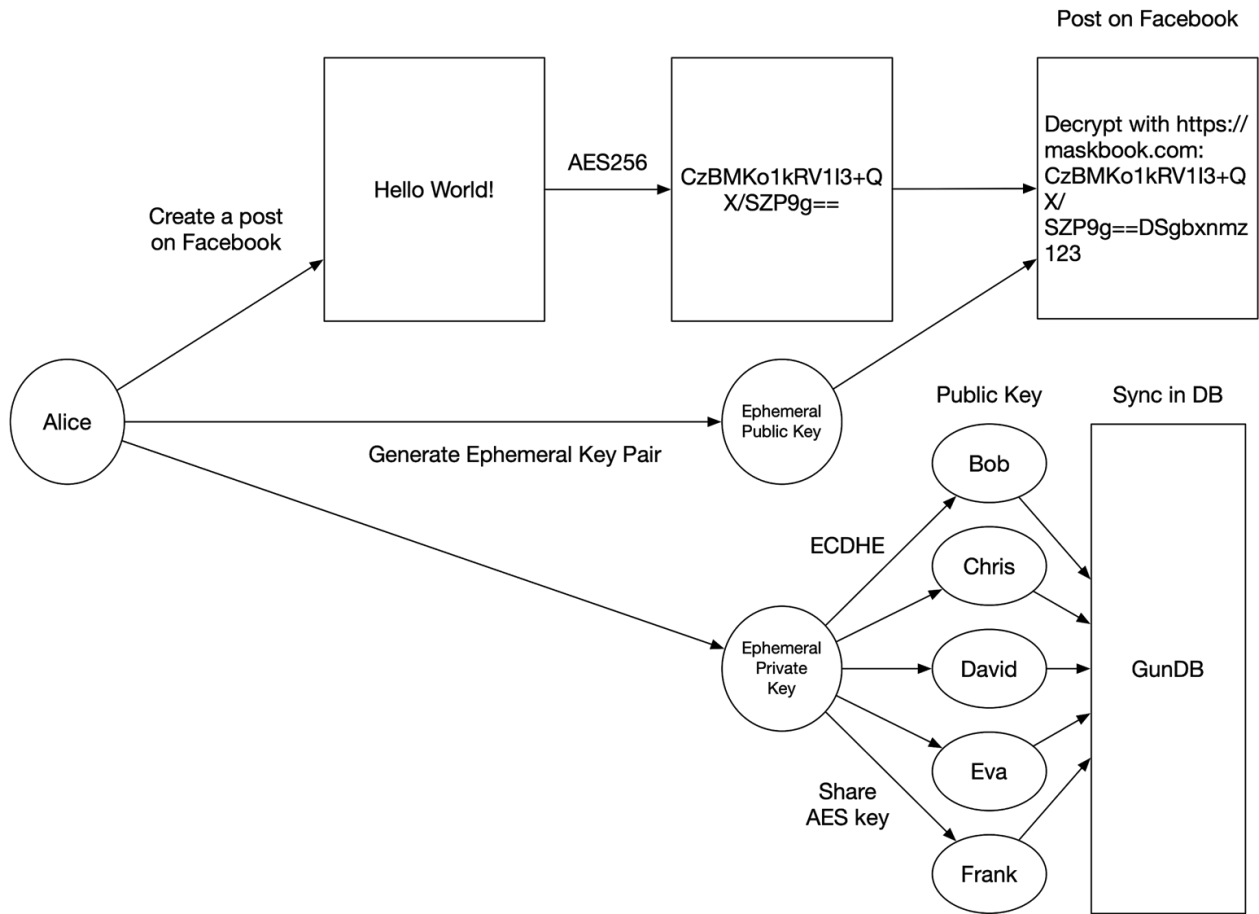 Post on Facebook
Hello World!
AES256
CzBMKo1kRV1I3+Q
X/SZP9g==
Decrypt with https://
maskbook.com:
CzBMKo1kRV1I3+Q
X/
SZP9g==DSgbxnmz
123
Create a post
on Facebook
Alice
Generate Ephemeral Key Pair
Ephemeral
Public Key
Public Key
Sync in DB
Bob
ECDHE
Chris
Ephemeral
Private
Key
David
GunDB
Eva
Share
AES key
Frank